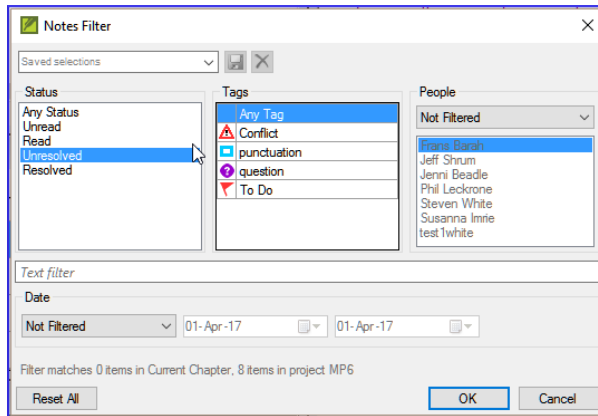 Notes Filter
Saved selections
Status
Any Status
Unread
Read
Unresolved
Resolved
Tags
Any Tag
Conflict
punctuation
question
To Do
People
Not Filtered
Frans Barah
Jeff Shrum
Jenni Beadle
Phil Leckrone
Steven White
Susanna Imrie
test1white
Text filter
Date
Not Filtered 01-Apr-17 01-Apr-17
Filter matches 0 items in Current Chapter, 8 items in project MP6
Reset All OK Cancel